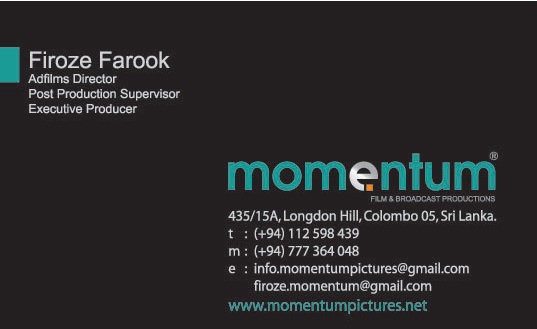 Firoze Farook
Adfilms Director
Post Production Supervisor
Executive Producer
momentum®
FILM & BROADCAST PRODUCTIONS
435/15A, Longdon Hill, Colombo 05, Sri Lanka.
t : (+94) 112 598 439
m : (+94) 777 364 048
e : info.momentumpictures@gmail.com
firoze.momentum@gmail.com
www.momentumpictures.net